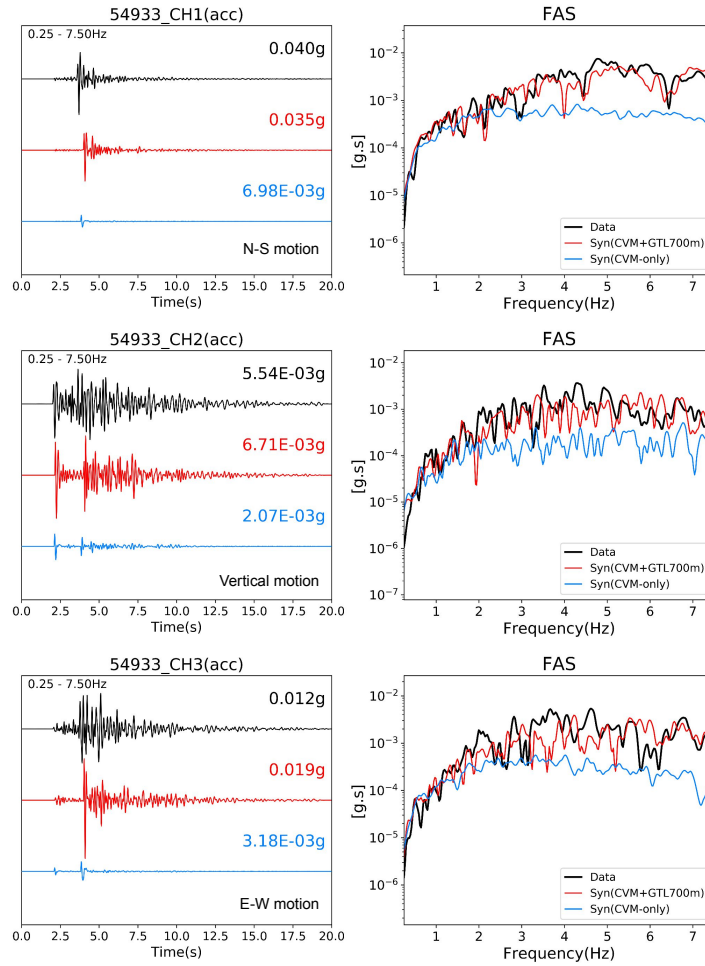 54933_CH1(acc)
0.25 - 7.50Hz
0.040g
0.035g
6.98E-03g
N-S motion
0.0 2.5 5.0 7.5 10.0 12.5 15.0 17.5 20.0
Time(s)
FAS
[g.s]
10⁻²
10⁻³
10⁻⁴
10⁻⁵
10⁻⁶
Data
Syn(CVM+GTL700m)
Syn(CVM-only)
1 2 3 4 5 6 7
Frequency(Hz)
54933_CH2(acc)
0.25 - 7.50Hz
5.54E-03g
6.71E-03g
2.07E-03g
Vertical motion
0.0 2.5 5.0 7.5 10.0 12.5 15.0 17.5 20.0
Time(s)
FAS
[g.s]
10⁻²
10⁻³
10⁻⁴
10⁻⁵
10⁻⁶
10⁻⁷
Data
Syn(CVM+GTL700m)
Syn(CVM-only)
1 2 3 4 5 6 7
Frequency(Hz)
54933_CH3(acc)
0.25 - 7.50Hz
0.012g
0.019g
3.18E-03g
E-W motion
0.0 2.5 5.0 7.5 10.0 12.5 15.0 17.5 20.0
Time(s)
FAS
[g.s]
10⁻²
10⁻³
10⁻⁴
10⁻⁵
10⁻⁶
Data
Syn(CVM+GTL700m)
Syn(CVM-only)
1 2 3 4 5 6 7
Frequency(Hz)